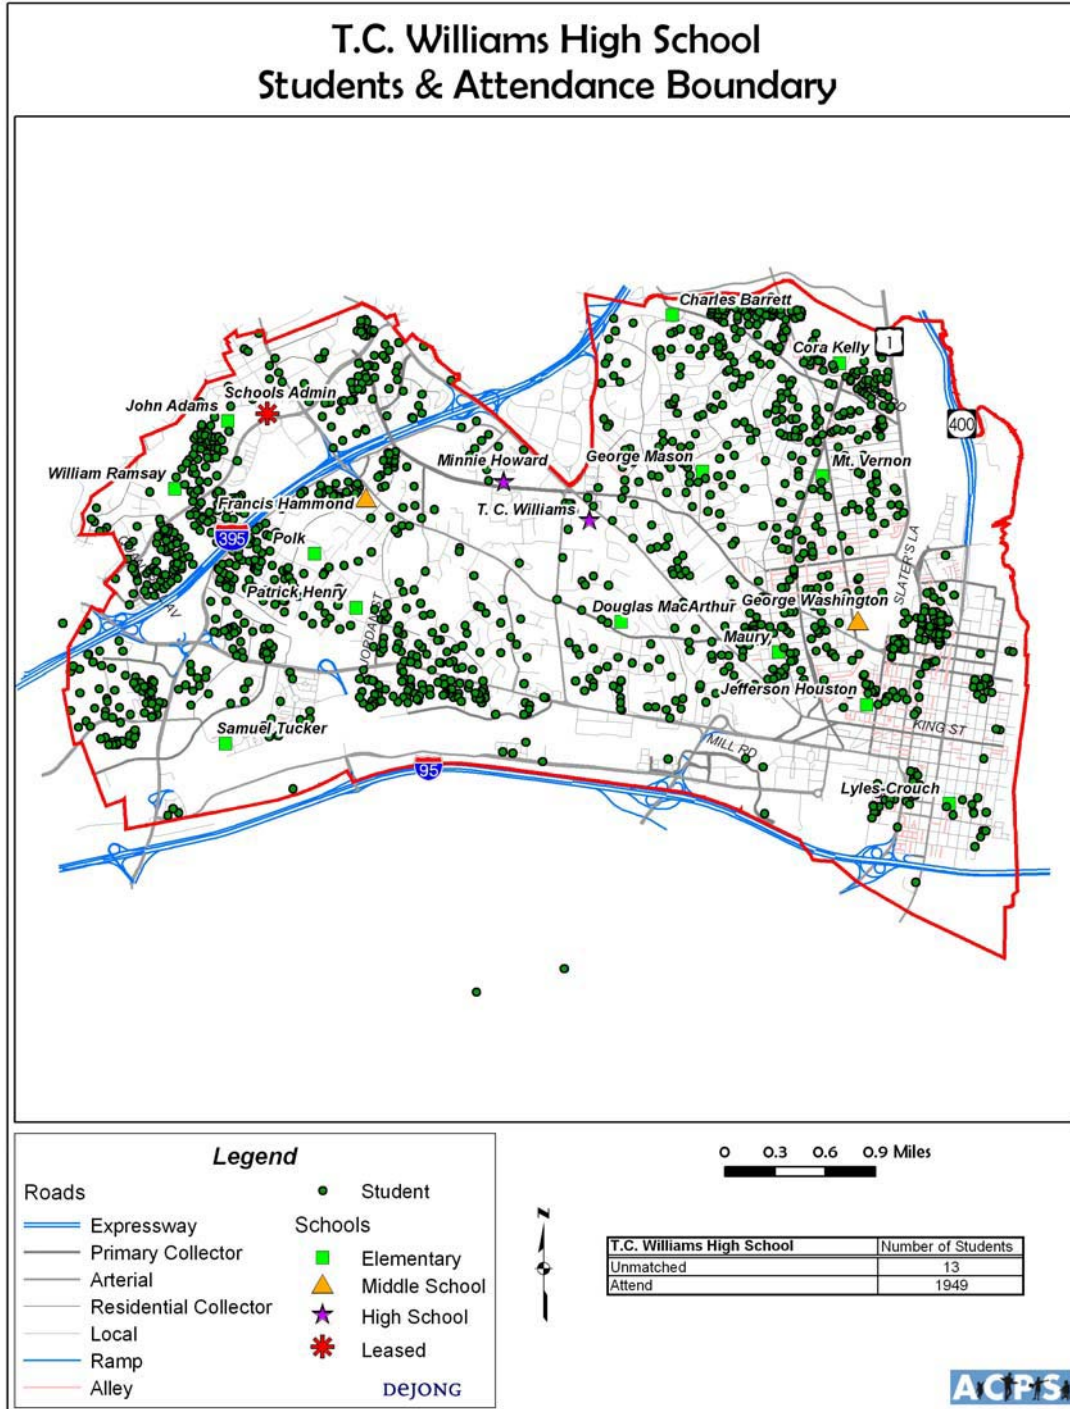 T.C. Williams High School
Students & Attendance Boundary
Charles Barrett
1
Cora Kelly
Schools Admin
John Adams
400
Minnie Howard
George Mason
Mt. Vernon
William Ramsay
Francis Hammond
T. C. Williams
395
Polk
SLATER'S LA
Patrick Henry
JORDAN ST
Douglas MacArthur
George Washington
Maury
Jefferson Houston
KING ST
Samuel Tucker
MILL RD
95
Lyles-Crouch
Legend
Roads
Expressway
Primary Collector
Arterial
Residential Collector
Local
Ramp
Alley
Student
Schools
Elementary
Middle School
High School
Leased
DeJONG
0 0.3 0.6 0.9 Miles
N
T.C. Williams High School Number of Students
Unmatched 13
Attend 1949
ACPS